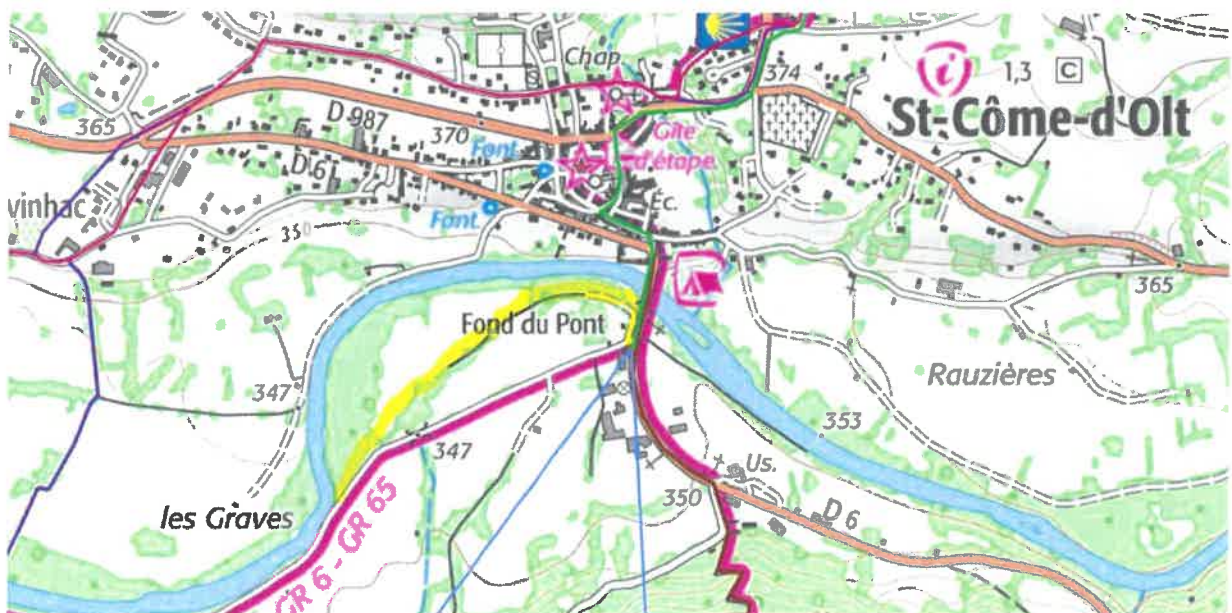 Chap
374
i
1,3 C
St-Côme-d'Olt
365
D 987
370
Font
Gîte
d'étape
D 6
vinhac
Éc.
Font
350
365
Fond du Pont
Rauzières
347
353
347
Us.
350
les Graves
D 6
GR 6 - GR 65